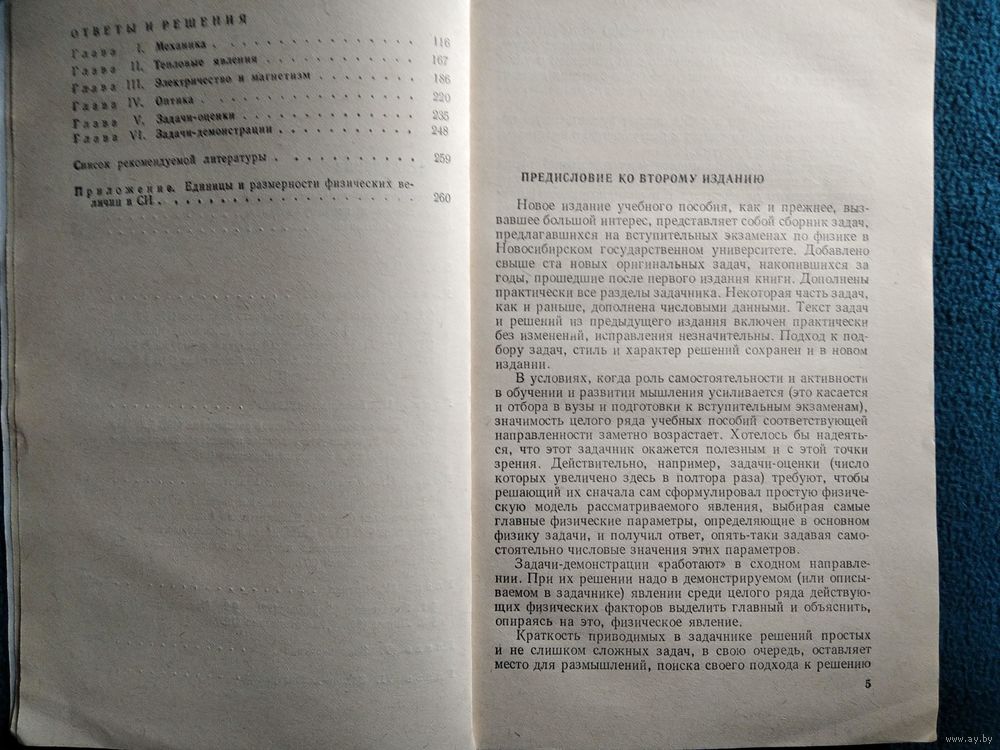 ОТВЕТЫ И РЕШЕНИЯ
Глава I. Механика . . . . . . . . . . . . . . 116
Глава II. Тепловые явления . . . . . . . . . . . 167
Глава III. Электричество и магнетизм . . . . . . . . 186
Глава IV. Оптика . . . . . . . . . . . . . . . 220
Глава V. Задачи-оценки . . . . . . . . . . . . 235
Глава VI. Задачи-демонстрации . . . . . . . . . . 248
Список рекомендуемой литературы . . . . . . . . . . 259
Приложение. Единицы и размерности физических ве-
личин в СИ . . . . . . . . . . . . . . . . . 260
ПРЕДИСЛОВИЕ КО ВТОРОМУ ИЗДАНИЮ
Новое издание учебного пособия, как и прежнее, выз-
вавшее большой интерес, представляет собой сборник задач,
предлагавшихся на вступительных экзаменах по физике в
Новосибирском государственном университете. Добавлено
свыше ста новых оригинальных задач, накопившихся за
годы, прошедшие после первого издания книги. Дополнены
практически все разделы задачника. Некоторая часть задач,
как и раньше, дополнена числовыми данными. Текст задач
и решений из предыдущего издания включен практически
без изменений, исправления незначительны. Подход к под-
бору задач, стиль и характер решений сохранен и в новом
издании.
В условиях, когда роль самостоятельности и активности
в обучении и развитии мышления усиливается (это касается
и отбора в вузы и подготовки к вступительным экзаменам),
значимость целого ряда учебных пособий соответствующей
направленности заметно возрастает. Хотелось бы надеять-
ся, что этот задачник окажется полезным и с этой точки
зрения. Действительно, например, задачи-оценки (число
которых увеличено здесь в полтора раза) требуют, чтобы
решающий их сначала сам сформулировал простую физиче-
скую модель рассматриваемого явления, выбирая самые
главные физические параметры, определяющие в основном
физику задачи, и получил ответ, опять-таки задавая само-
стоятельно числовые значения этих параметров.
Задачи-демонстрации «работают» в сходном направле-
нии. При их решении надо в демонстрируемом (или описы-
ваемом в задачнике) явлении среди целого ряда действую-
щих физических факторов выделить главный и объяснить,
опираясь на это, физическое явление.
Краткость приводимых в задачнике решений простых
и не слишком сложных задач, в свою очередь, оставляет
место для размышлений, поиска своего подхода к решению
5
www.ay.by